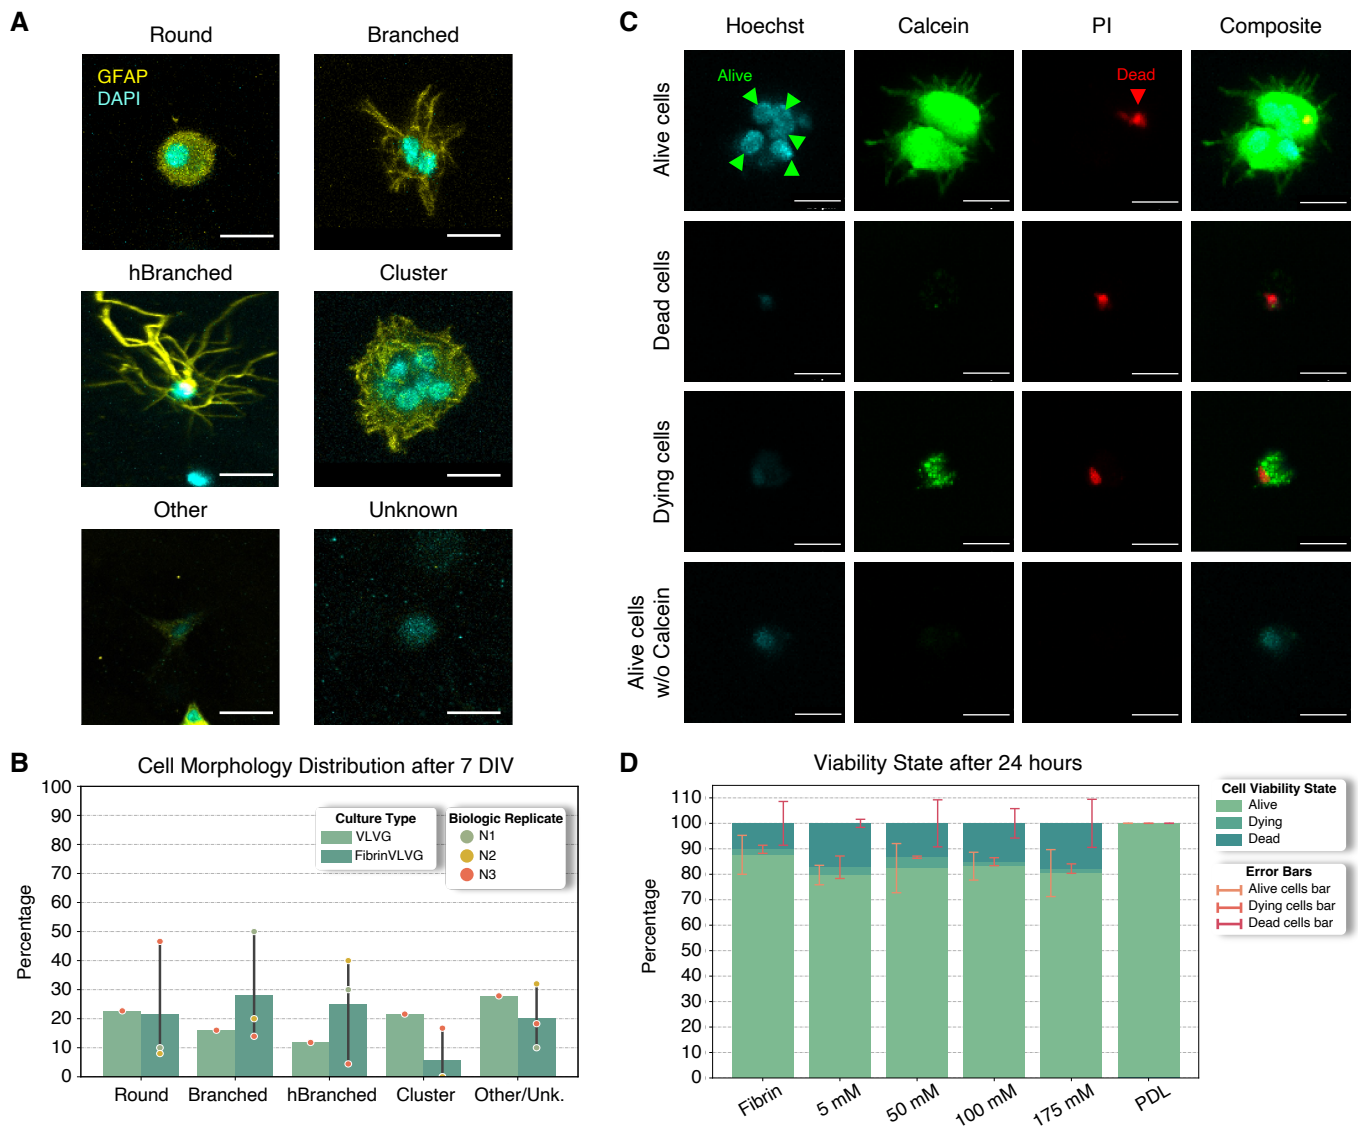 A
Round
Branched
GFAP
DAPI
hBranched
Cluster
Other
Unknown
B
Cell Morphology Distribution after 7 DIV
Percentage
100
90
80
70
60
50
40
30
20
10
0
Culture Type
VLVG
FibrinVLVG
Biologic Replicate
N1
N2
N3
Round
Branched
hBranched
Cluster
Other/Unk.
C
Hoechst
Calcein
PI
Composite
Alive cells
Alive
Dead
Dead cells
Dying cells
Alive cells
w/o Calcein
D
Viability State after 24 hours
Percentage
110
100
90
80
70
60
50
40
30
20
10
0
Fibrin
5 mM
50 mM
100 mM
175 mM
PDL
Cell Viability State
Alive
Dying
Dead
Error Bars
Alive cells bar
Dying cells bar
Dead cells bar